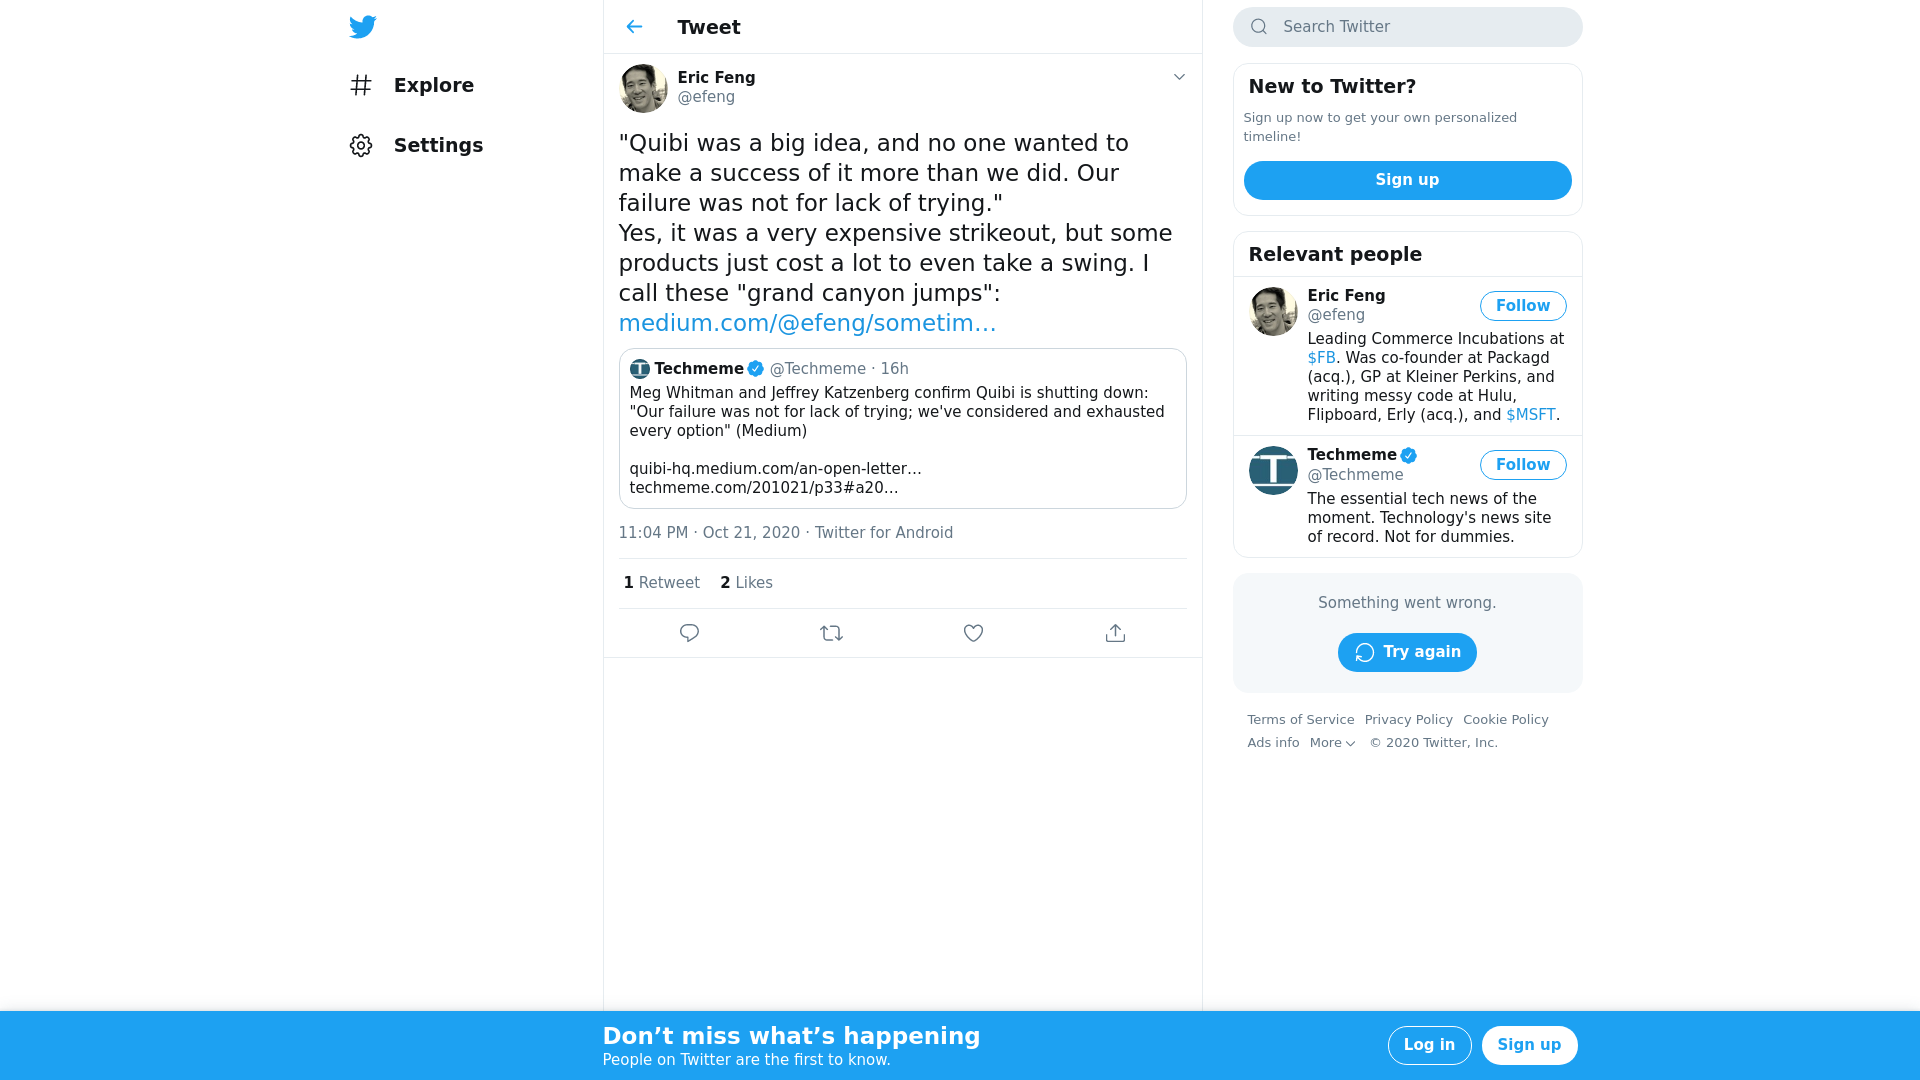 Explore
Settings
Tweet
Eric Feng
@efeng
"Quibi was a big idea, and no one wanted to
make a success of it more than we did. Our
failure was not for lack of trying."
Yes, it was a very expensive strikeout, but some
products just cost a lot to even take a swing. I
call these "grand canyon jumps":
medium.com/@efeng/sometim…
Techmeme @Techmeme · 16h
Meg Whitman and Jeffrey Katzenberg confirm Quibi is shutting down:
"Our failure was not for lack of trying; we've considered and exhausted
every option" (Medium)
quibi-hq.medium.com/an-open-letter…
techmeme.com/201021/p33#a20…
11:04 PM · Oct 21, 2020 · Twitter for Android
1 Retweet 2 Likes
Search Twitter
New to Twitter?
Sign up now to get your own personalized
timeline!
Sign up
Relevant people
Eric Feng
@efeng
Follow
Leading Commerce Incubations at
$FB. Was co-founder at Packagd
(acq.), GP at Kleiner Perkins, and
writing messy code at Hulu,
Flipboard, Erly (acq.), and $MSFT.
Techmeme
@Techmeme
Follow
The essential tech news of the
moment. Technology's news site
of record. Not for dummies.
Something went wrong.
Try again
Terms of Service Privacy Policy Cookie Policy
Ads info More © 2020 Twitter, Inc.
Don’t miss what’s happening
People on Twitter are the first to know.
Log in
Sign up